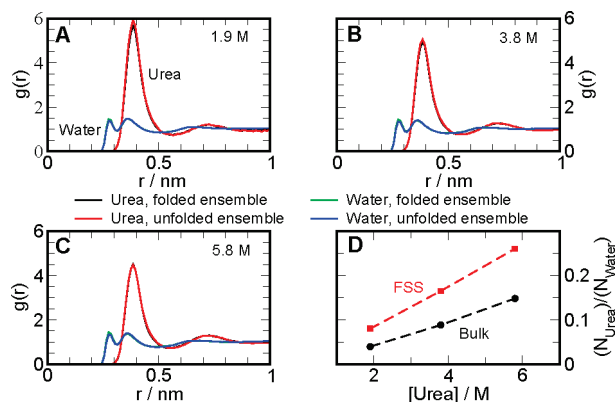 A
1.9 M
Urea
Water
g(r)
6
4
2
0
0
0.5
1
r / nm
B
3.8 M
g(r)
6
4
2
0
0
0.5
1
r / nm
Urea, folded ensemble
Water, folded ensemble
Urea, unfolded ensemble
Water, unfolded ensemble
C
5.8 M
g(r)
6
4
2
0
0
0.5
1
r / nm
D
FSS
Bulk
0.2
0.1
0
⟨N_Urea⟩/⟨N_Water⟩
2
4
6
[Urea] / M